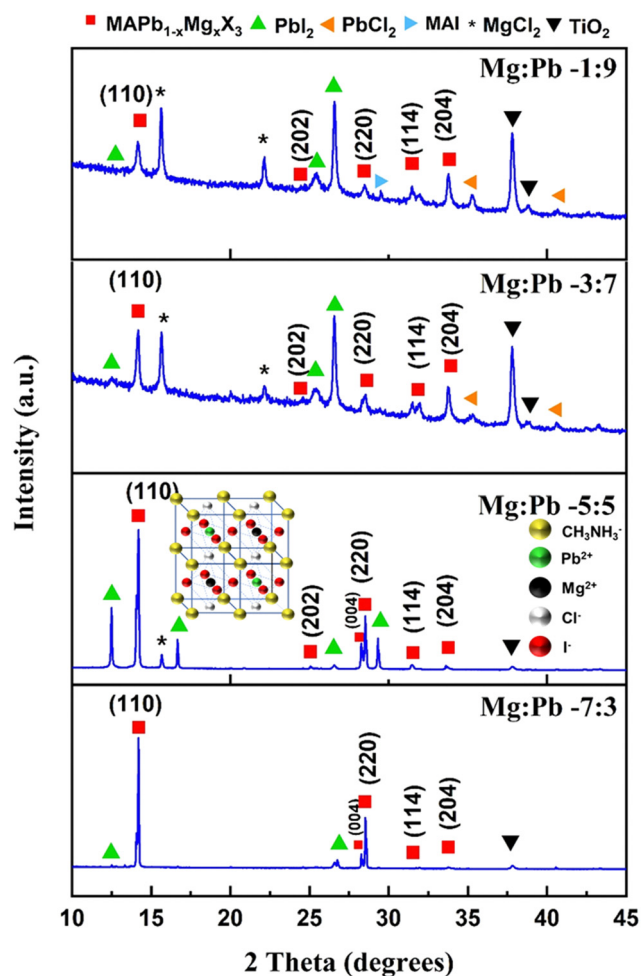 MAPb₁₋ₓMgₓX₃ PbI₂ PbCl₂ MAI * MgCl₂ TiO₂
Mg:Pb -1:9
(110)
*
*
(202)
(220)
(114)
(204)
Mg:Pb -3:7
(110)
*
*
(202)
(220)
(114)
(204)
Mg:Pb -5:5
(110)
*
(202)
(004)
(220)
(114)
(204)
CH₃NH₃⁻
Pb²⁺
Mg²⁺
Cl⁻
I⁻
Mg:Pb -7:3
(110)
(004)
(220)
(114)
(204)
Intensity (a.u.)
10 15 20 25 30 35 40 45
2 Theta (degrees)